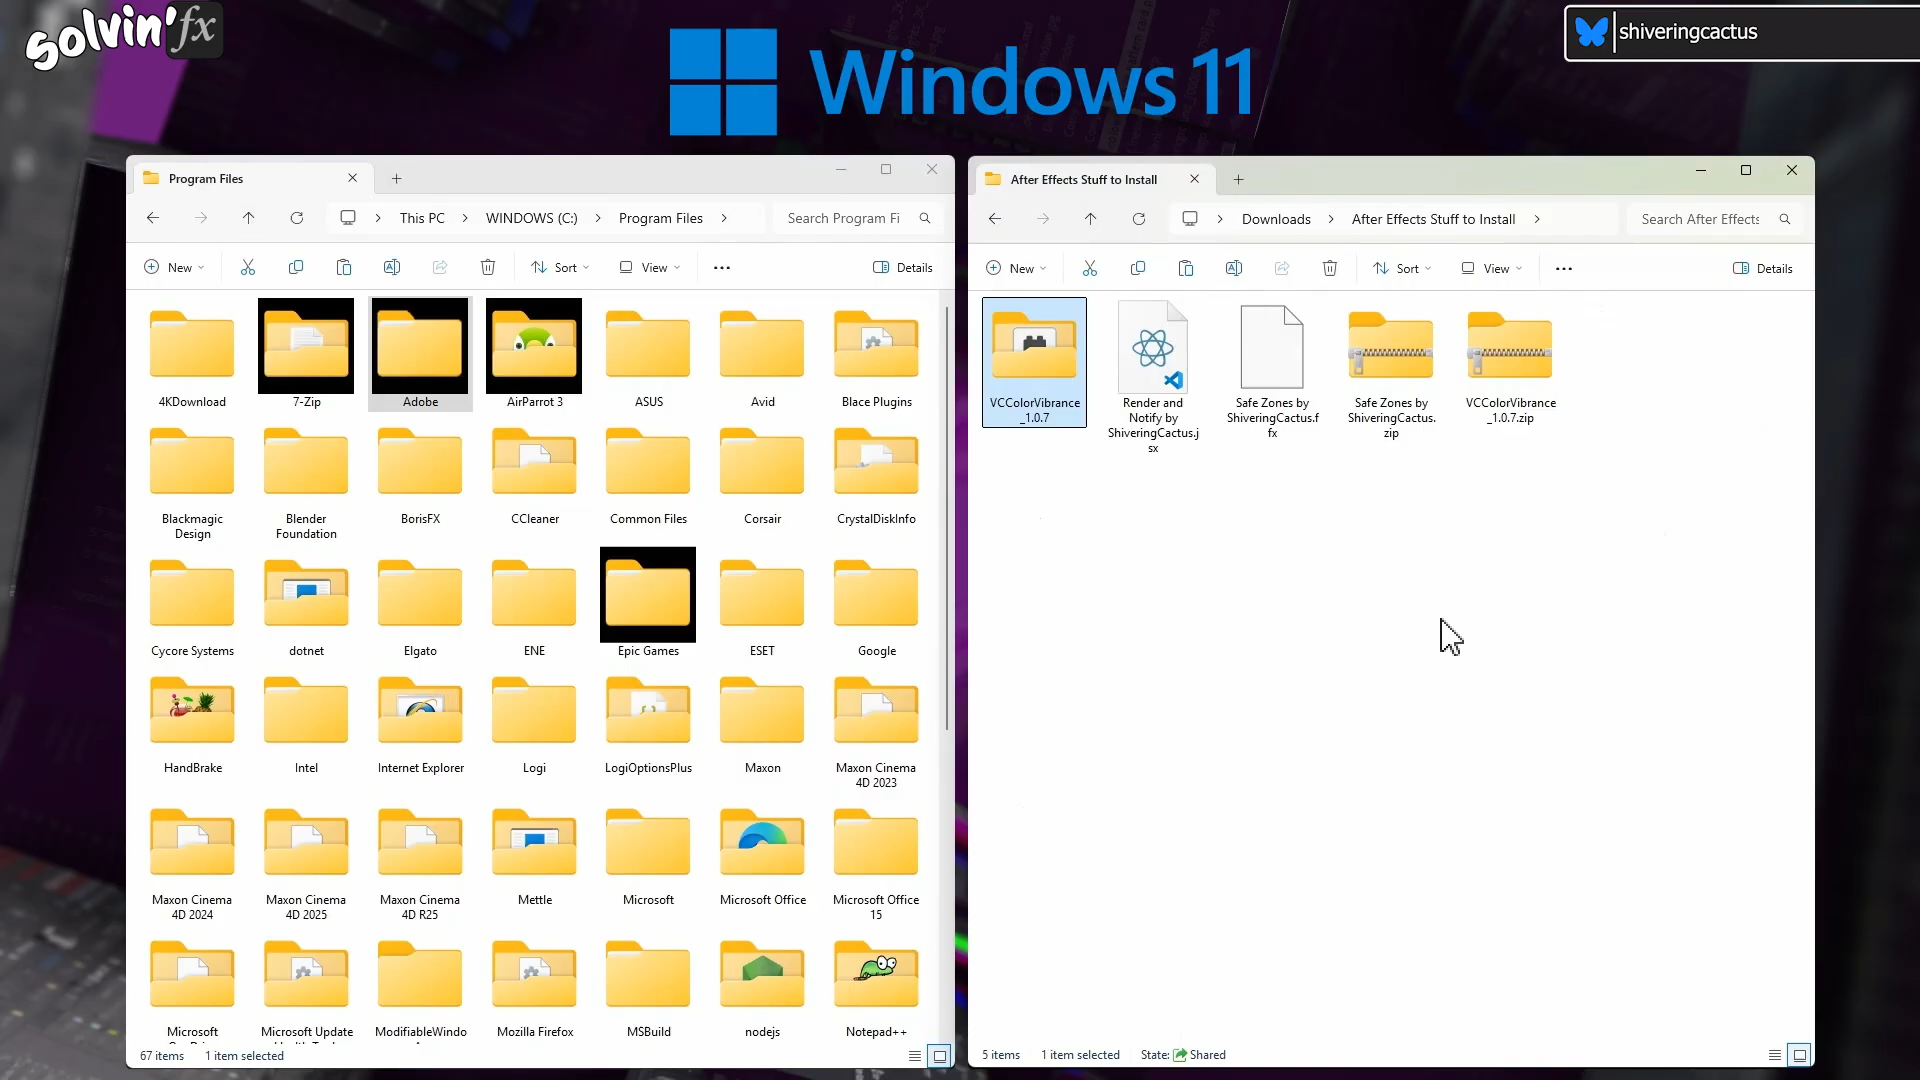 solvin'fx
Windows 11
shiveringcactus
Program Files
This PC > WINDOWS (C:) > Program Files >
Search Program Fi
New
Sort
View
Details
4KDownload
7-Zip
Adobe
AirParrot 3
ASUS
Avid
Blace Plugins
Blackmagic
Design
Blender
Foundation
BorisFX
CCleaner
Common Files
Corsair
CrystalDiskInfo
Cycore Systems
dotnet
Elgato
ENE
Epic Games
ESET
Google
HandBrake
Intel
Internet Explorer
Logi
LogiOptionsPlus
Maxon
Maxon Cinema
4D 2023
Maxon Cinema
4D 2024
Maxon Cinema
4D 2025
Maxon Cinema
4D R25
Mettle
Microsoft
Microsoft Office
Microsoft Office
15
Microsoft
Microsoft Update
ModifiableWindo
Mozilla Firefox
MSBuild
nodejs
Notepad++
67 items
1 item selected
After Effects Stuff to Install
Downloads > After Effects Stuff to Install >
Search After Effects
New
Sort
View
Details
VCColorVibrance
_1.0.7
Render and
Notify by
ShiveringCactus.j
sx
Safe Zones by
ShiveringCactus.f
fx
Safe Zones by
ShiveringCactus.
zip
VCColorVibrance
_1.0.7.zip
5 items
1 item selected
State: Shared